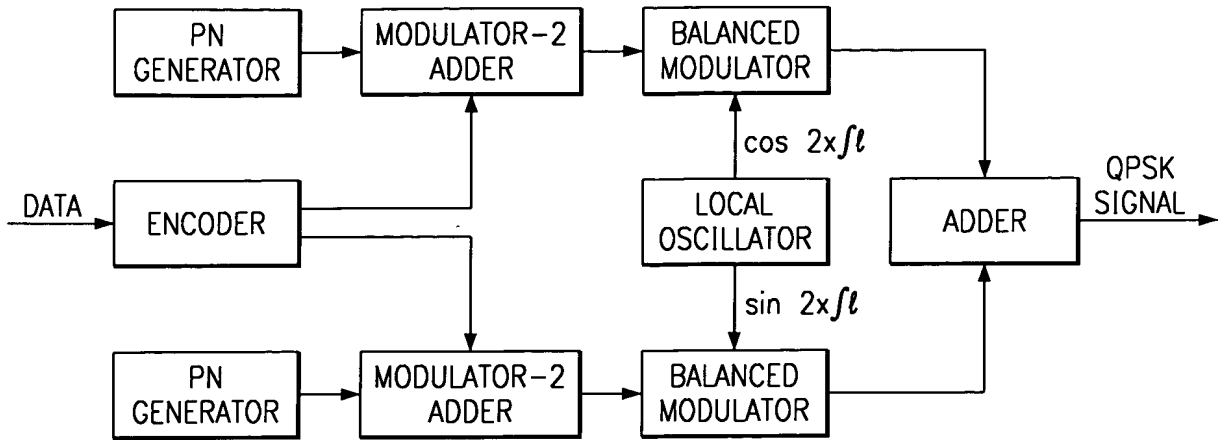 PN
GENERATOR
MODULATOR-2
ADDER
BALANCED
MODULATOR
cos 2x∫ℓ
DATA
ENCODER
LOCAL
OSCILLATOR
ADDER
QPSK
SIGNAL
sin 2x∫ℓ
PN
GENERATOR
MODULATOR-2
ADDER
BALANCED
MODULATOR